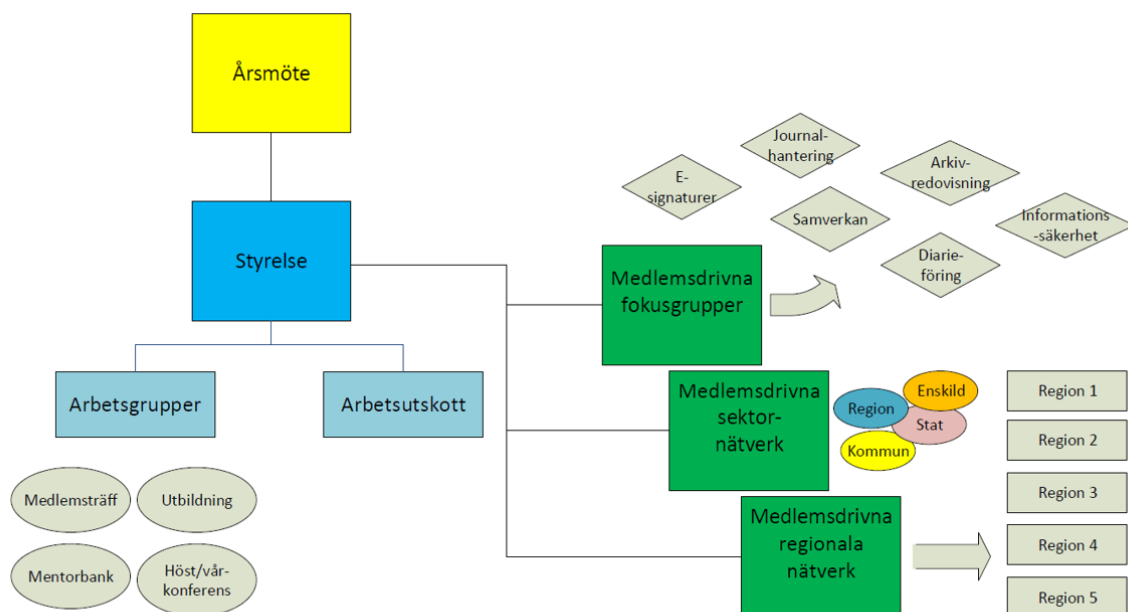 Årsmöte
Styrelse
Arbetsgrupper
Arbetsutskott
Medlemsträff
Utbildning
Mentorbank
Höst/vår-
konferens
Medlemsdrivna
fokusgrupper
E-
signaturer
Journal-
hantering
Arkiv-
redovisning
Samverkan
Informations
-säkerhet
Diarie-
föring
Medlemsdrivna
sektor-
nätverk
Region
Enskild
Stat
Kommun
Medlemsdrivna
regionala
nätverk
Region 1
Region 2
Region 3
Region 4
Region 5